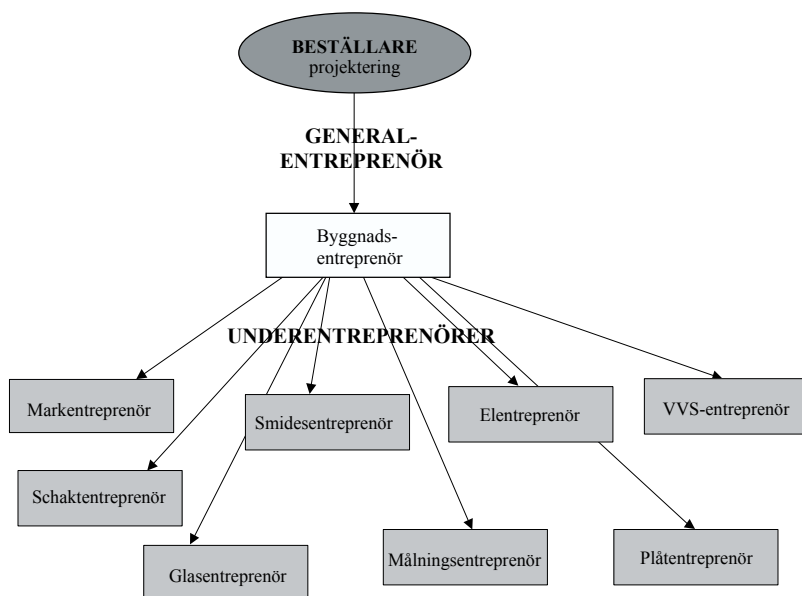 BESTÄLLARE
projektering
GENERAL-
ENTREPRENÖR
Byggnads-
entreprenör
UNDERENTREPRENÖRER
Markentreprenör
Smidesentreprenör
Elentreprenör
VVS-entreprenör
Schaktentreprenör
Glasentreprenör
Målningsentreprenör
Plåtentreprenör